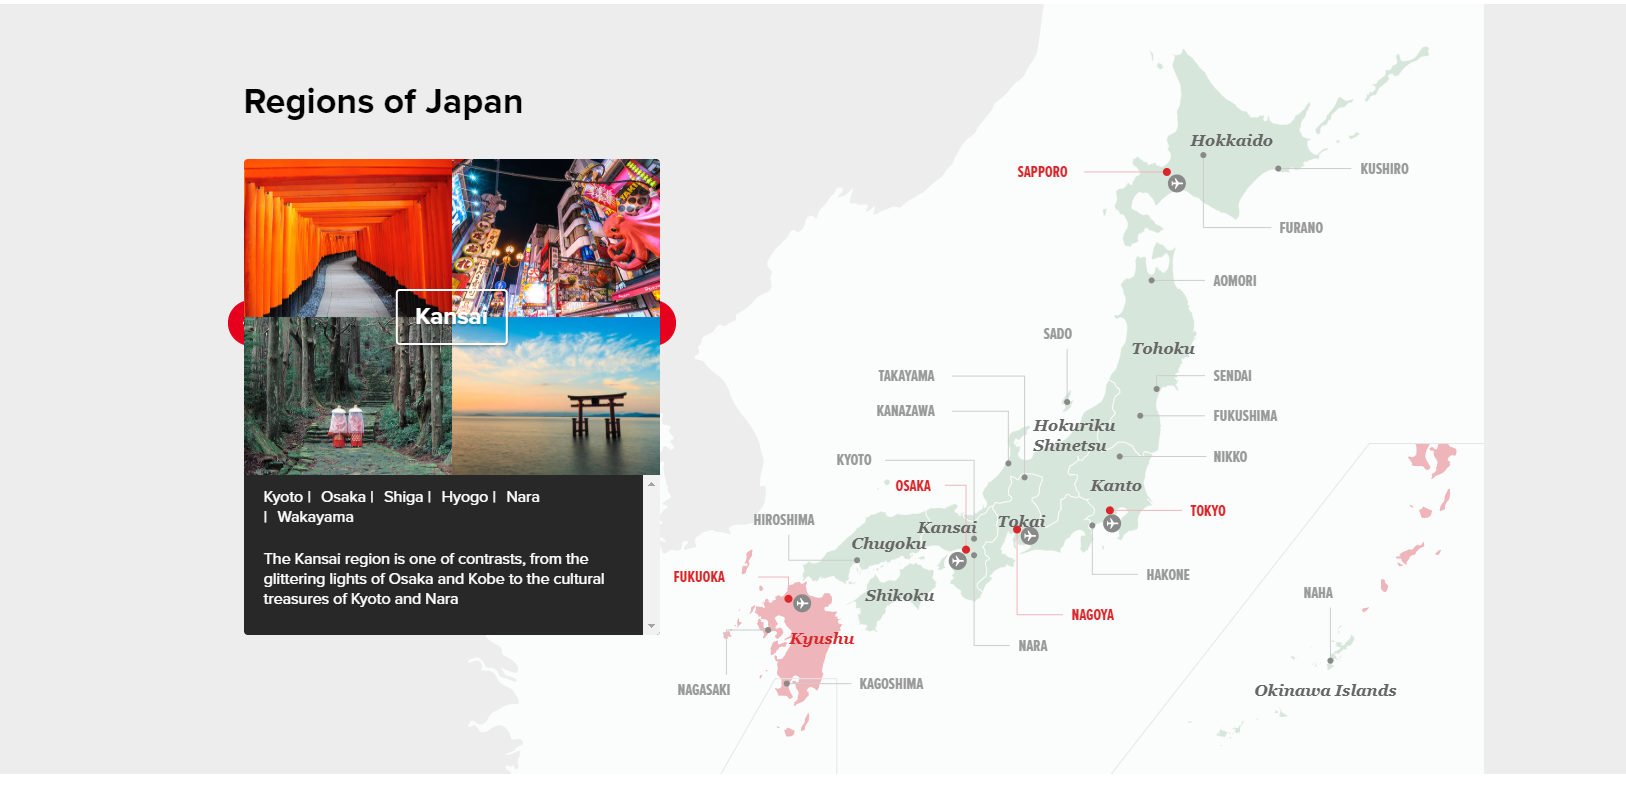 Regions of Japan
Kansai
Kyoto | Osaka | Shiga | Hyogo | Nara
| Wakayama
The Kansai region is one of contrasts, from the
glittering lights of Osaka and Kobe to the cultural
treasures of Kyoto and Nara
Hokkaido
SAPPORO
KUSHIRO
FURANO
AOMORI
SADO
Tohoku
TAKAYAMA
SENDAI
KANAZAWA
FUKUSHIMA
Hokuriku
Shinetsu
KYOTO
NIKKO
OSAKA
Kanto
TOKYO
HIROSHIMA
Kansai
Tokai
Chugoku
FUKUOKA
HAKONE
Shikoku
NAHA
NAGOYA
Kyushu
NARA
NAGASAKI
KAGOSHIMA
Okinawa Islands